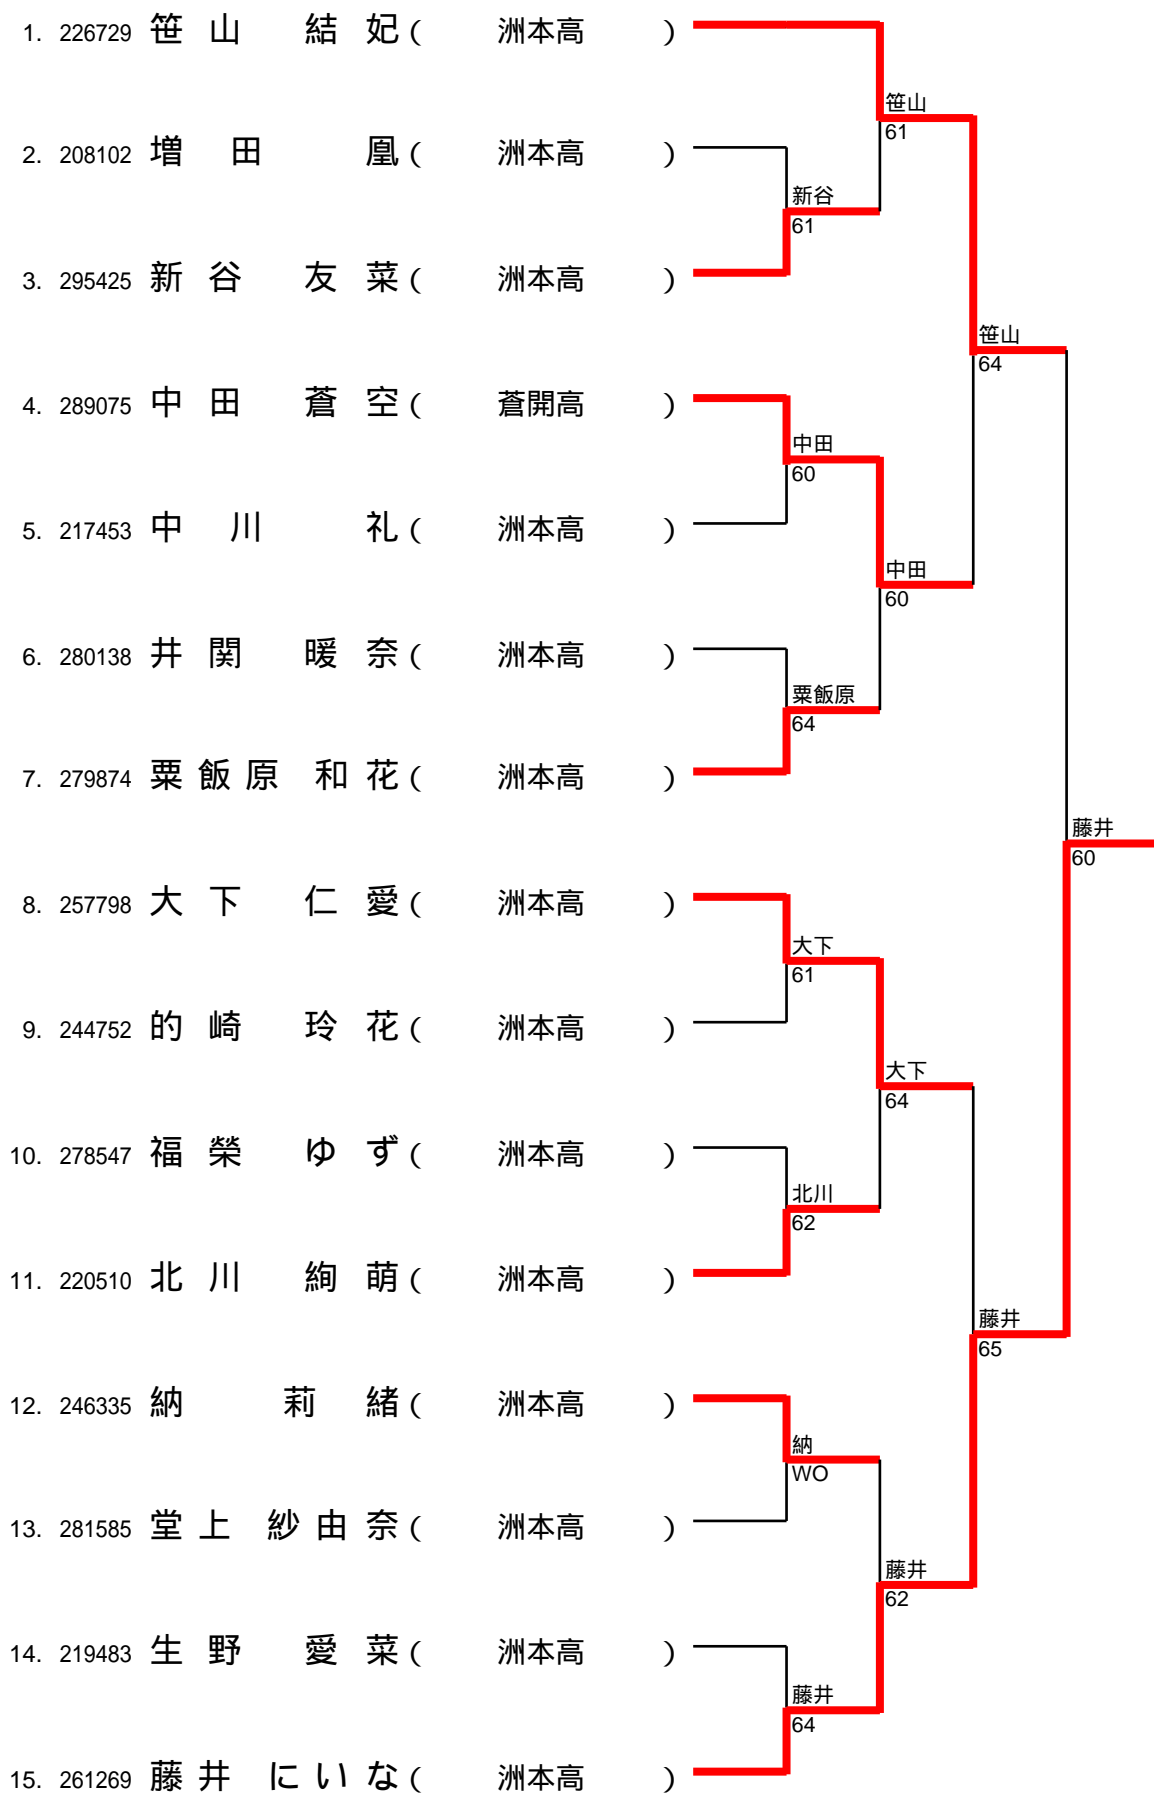 1. 226729 笹山 結妃 ( 洲本高 )
笹山
61
2. 208102 増田 凰 ( 洲本高 )
新谷
61
3. 295425 新谷 友菜 ( 洲本高 )
笹山
64
4. 289075 中田 蒼空 ( 蒼開高 )
中田
60
5. 217453 中川 礼 ( 洲本高 )
中田
60
6. 280138 井関 暖奈 ( 洲本高 )
粟飯原
64
7. 279874 粟飯原 和花 ( 洲本高 )
藤井
60
8. 257798 大下 仁愛 ( 洲本高 )
大下
61
9. 244752 的崎 玲花 ( 洲本高 )
大下
64
10. 278547 福榮 ゆず ( 洲本高 )
北川
62
11. 220510 北川 絢萌 ( 洲本高 )
藤井
65
12. 246335 納 莉緒 ( 洲本高 )
納
WO
13. 281585 堂上 紗由奈 ( 洲本高 )
藤井
62
14. 219483 生野 愛菜 ( 洲本高 )
藤井
64
15. 261269 藤井 にいな ( 洲本高 )